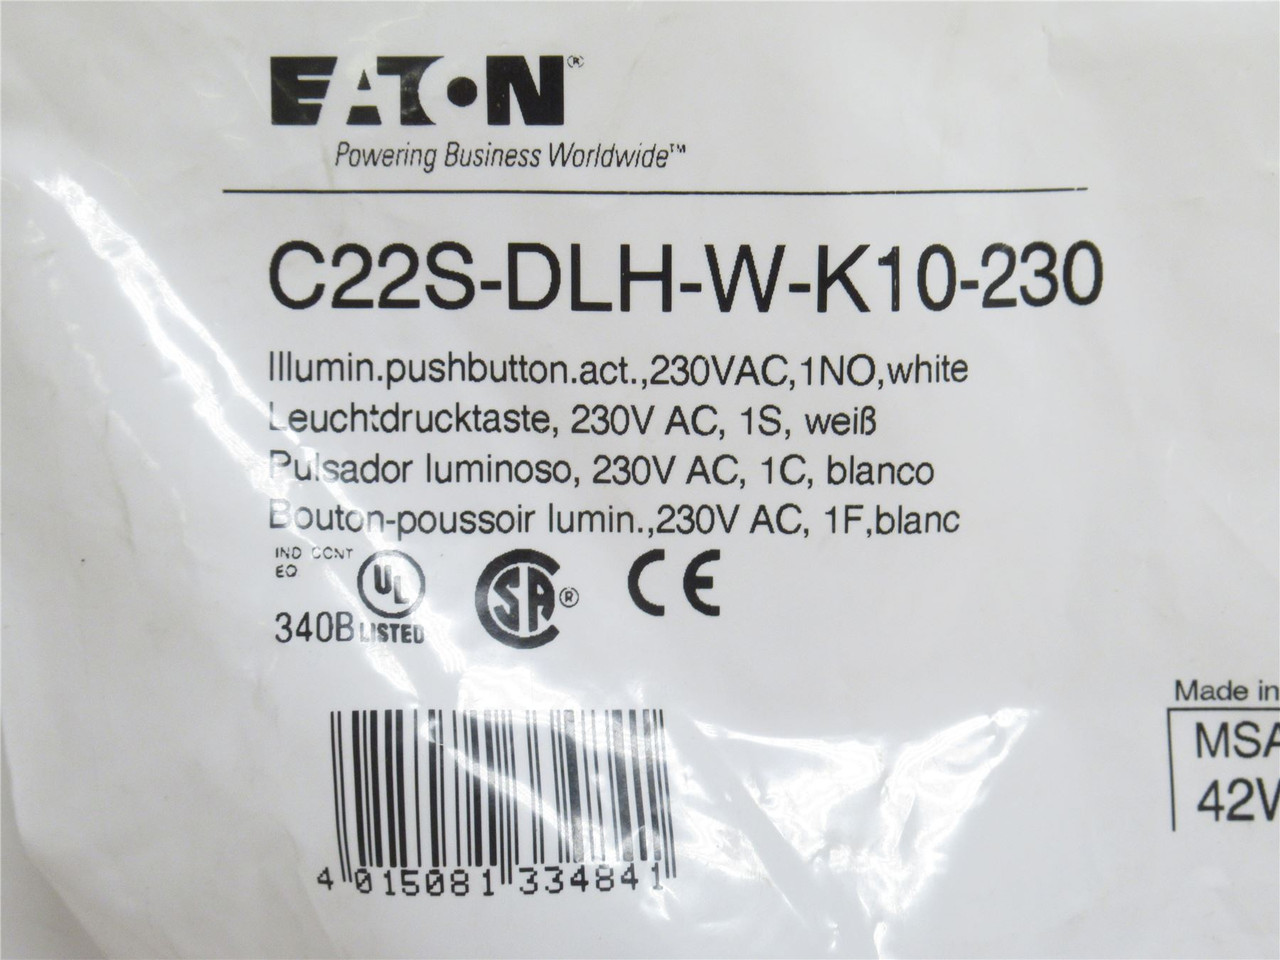 EATON®
Powering Business Worldwide™
C22S-DLH-W-K10-230
Illumin.pushbutton.act.,230VAC,1NO,white
Leuchtdrucktaste, 230V AC, 1S, weiß
Pulsador luminoso, 230V AC, 1C, blanco
Bouton-poussoir lumin.,230V AC, 1F,blanc
IND CONT
EQ
UL
340B LISTED
CSA®
CE
Made in
MSA
42V
4 015081 334841